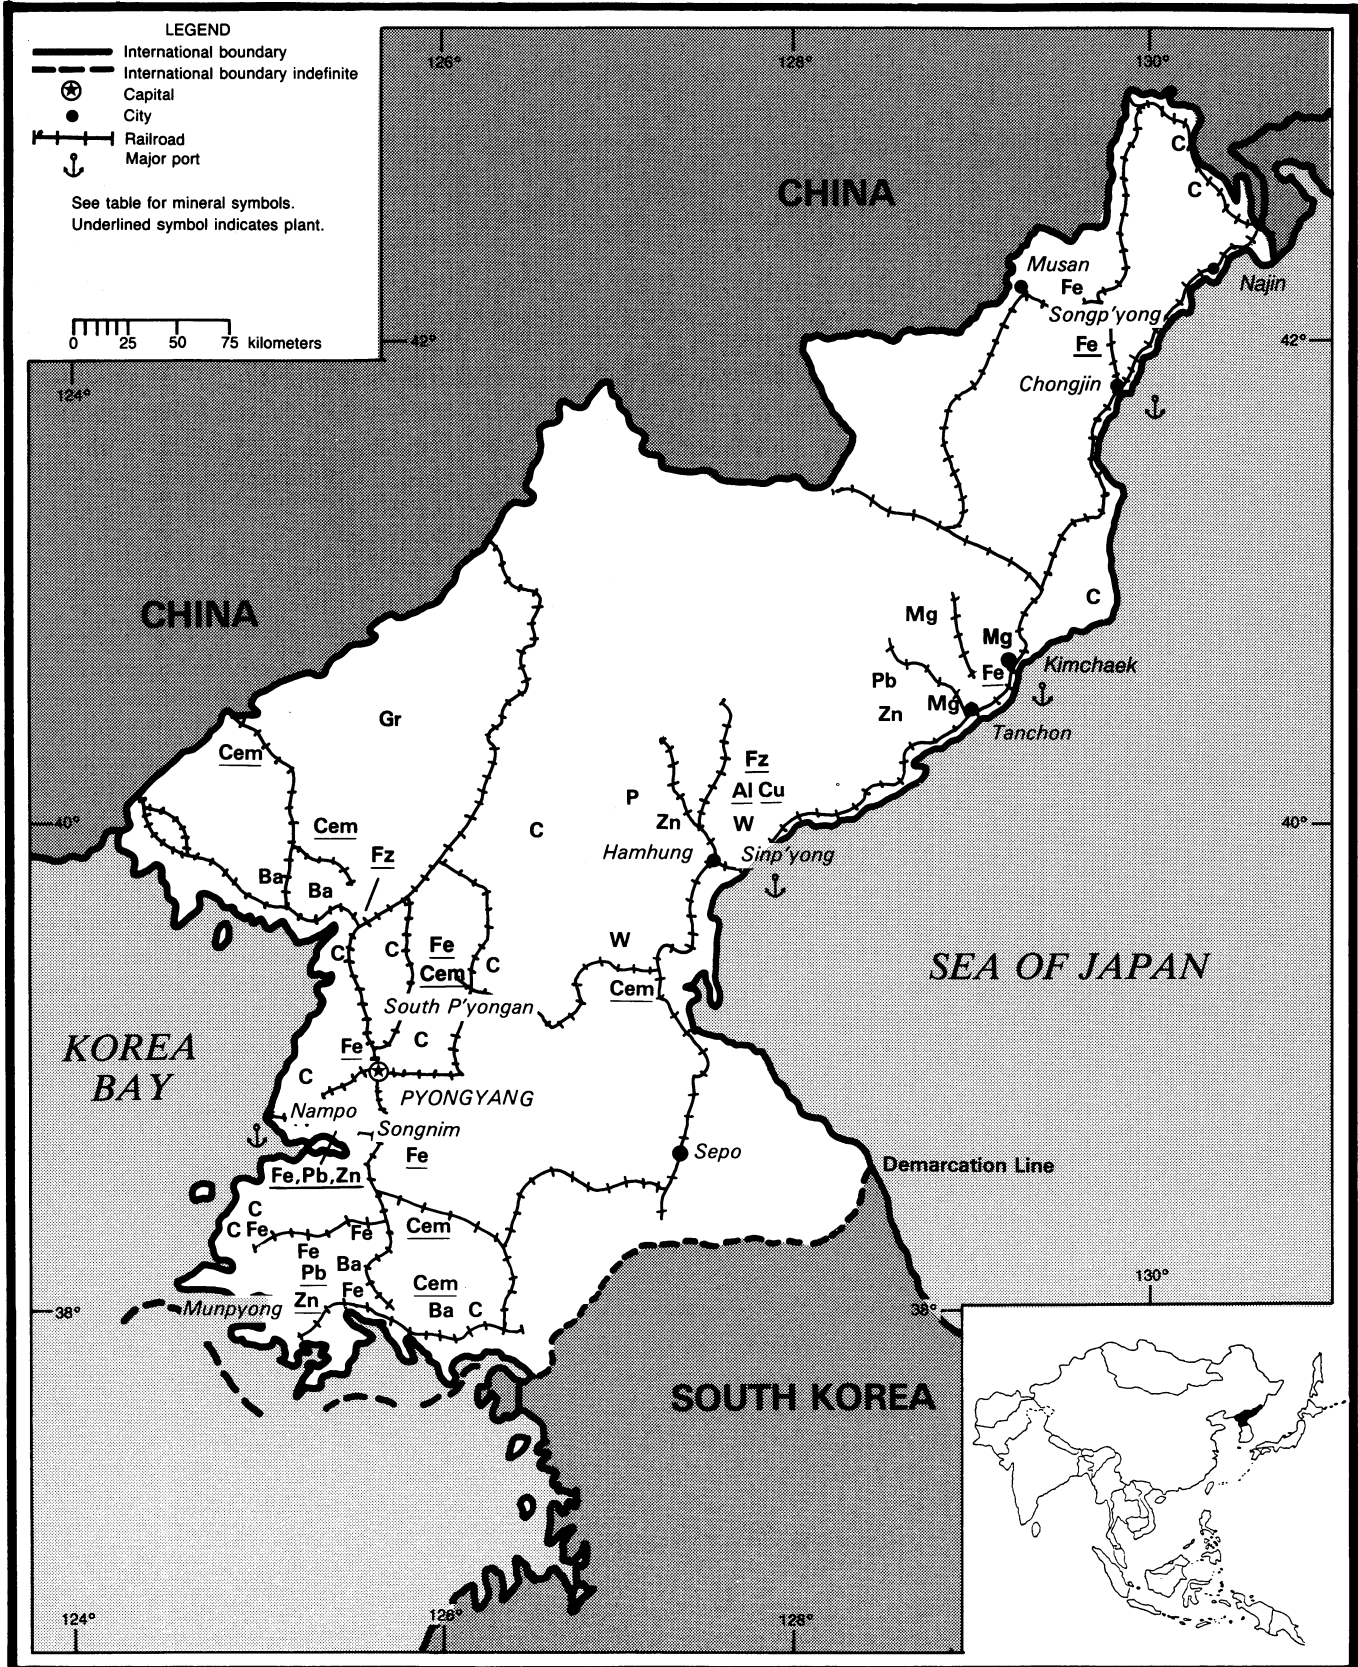 LEGEND
International boundary
International boundary indefinite
Capital
City
Railroad
Major port
See table for mineral symbols.
Underlined symbol indicates plant.
0 25 50 75 kilometers
126°
128°
130°
CHINA
C
C
Musan
Fe
Najin
Songp'yong
42°
Fe
42°
Chongjin
124°
CHINA
C
Mg
Mg
Kimchaek
Fe
Pb
Mg
Zn
Tanchon
Gr
Cem
Fz
Al Cu
P
W
Zn
40°
Cem
C
40°
Hamhung
Sinp'yong
Fz
Ba
Ba
W
C
C
Fe
C
Cem
Cem
SEA OF JAPAN
South P'yongan
C
KOREA
BAY
Fe
C
PYONGYANG
Nampo
Songnim
Fe
Sepo
Demarcation Line
Fe,Pb,Zn
C
C Fe
Fe
Cem
Fe
Ba
Pb
Fe
Cem
130°
Munpyong
Zn
Ba
C
38°
38°
SOUTH KOREA
124°
126°
128°